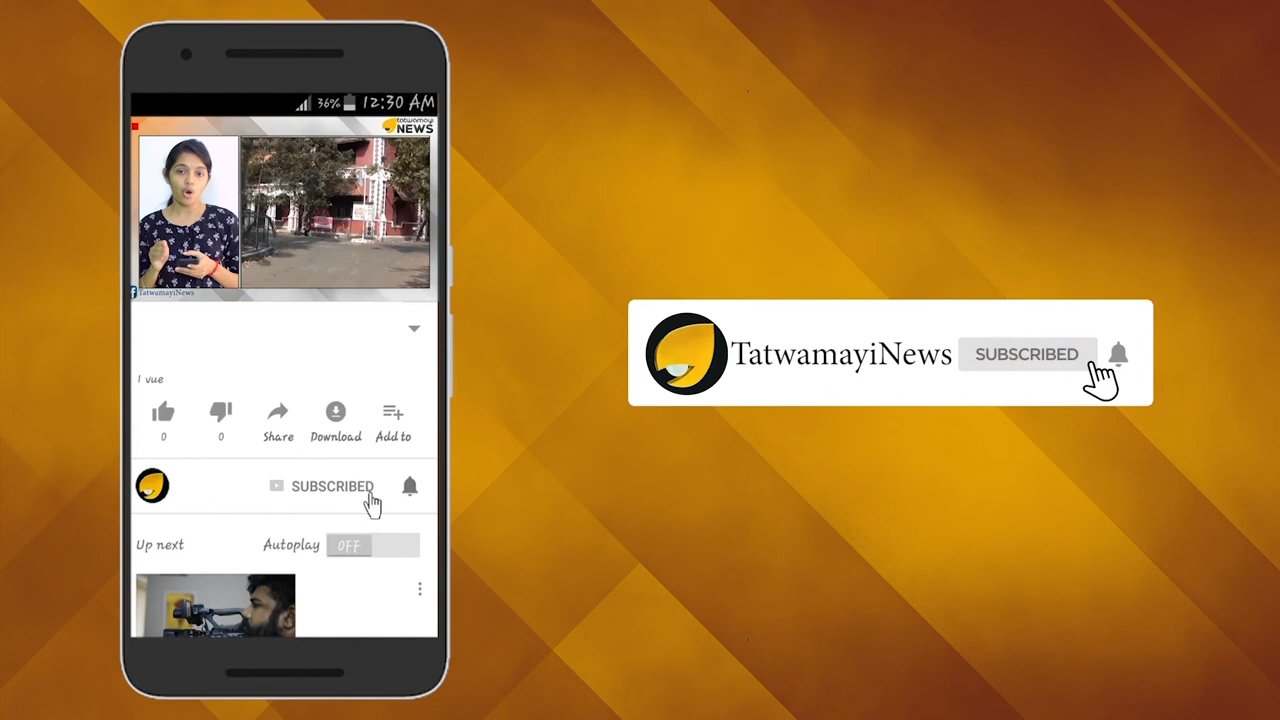 36% 12:30 AM
tatwamayi
NEWS
TatwamayiNews
1 vue
0 0 Share Download Add to
SUBSCRIBED
Up next Autoplay OFF
TatwamayiNews SUBSCRIBED